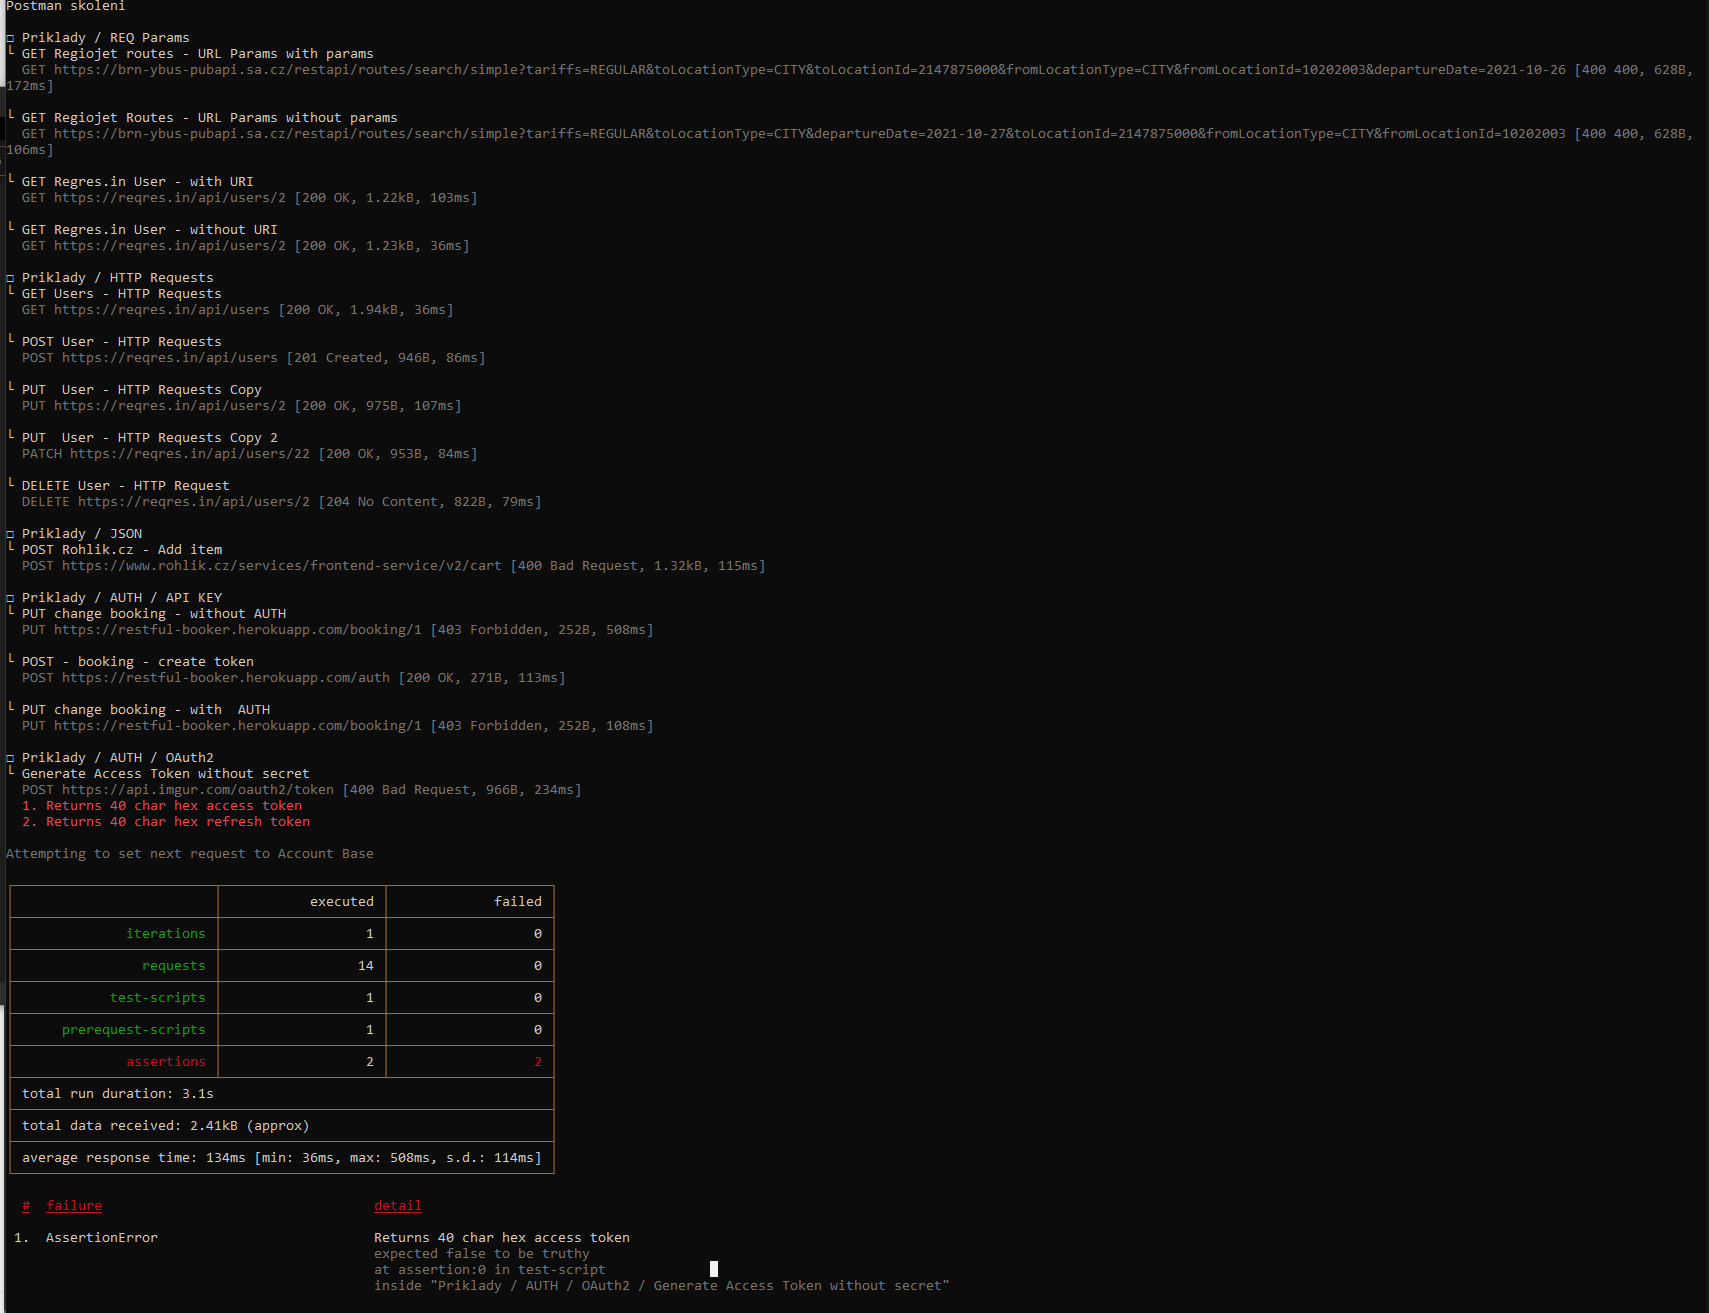 Postman skoleni
□ Priklady / REQ Params
└ GET Regiojet routes - URL Params with params
GET https://brn-ybus-pubapi.sa.cz/restapi/routes/search/simple?tariffs=REGULAR&toLocationType=CITY&toLocationId=2147875000&fromLocationType=CITY&fromLocationId=10202003&departureDate=2021-10-26 [400 400, 628B,
172ms]
└ GET Regiojet Routes - URL Params without params
GET https://brn-ybus-pubapi.sa.cz/restapi/routes/search/simple?tariffs=REGULAR&toLocationType=CITY&departureDate=2021-10-27&toLocationId=2147875000&fromLocationType=CITY&fromLocationId=10202003 [400 400, 628B,
106ms]
└ GET Regres.in User - with URI
GET https://reqres.in/api/users/2 [200 OK, 1.22kB, 103ms]
└ GET Regres.in User - without URI
GET https://reqres.in/api/users/2 [200 OK, 1.23kB, 36ms]
□ Priklady / HTTP Requests
└ GET Users - HTTP Requests
GET https://reqres.in/api/users [200 OK, 1.94kB, 36ms]
└ POST User - HTTP Requests
POST https://reqres.in/api/users [201 Created, 946B, 86ms]
└ PUT  User - HTTP Requests Copy
PUT https://reqres.in/api/users/2 [200 OK, 975B, 107ms]
└ PUT  User - HTTP Requests Copy 2
PATCH https://reqres.in/api/users/22 [200 OK, 953B, 84ms]
└ DELETE User - HTTP Request
DELETE https://reqres.in/api/users/2 [204 No Content, 822B, 79ms]
□ Priklady / JSON
└ POST Rohlik.cz - Add item
POST https://www.rohlik.cz/services/frontend-service/v2/cart [400 Bad Request, 1.32kB, 115ms]
□ Priklady / AUTH / API KEY
└ PUT change booking - without AUTH
PUT https://restful-booker.herokuapp.com/booking/1 [403 Forbidden, 252B, 508ms]
└ POST - booking - create token
POST https://restful-booker.herokuapp.com/auth [200 OK, 271B, 113ms]
└ PUT change booking - with  AUTH
PUT https://restful-booker.herokuapp.com/booking/1 [403 Forbidden, 252B, 108ms]
□ Priklady / AUTH / OAuth2
└ Generate Access Token without secret
POST https://api.imgur.com/oauth2/token [400 Bad Request, 966B, 234ms]
1. Returns 40 char hex access token
2. Returns 40 char hex refresh token
Attempting to set next request to Account Base
executed failed
iterations 1 0
requests 14 0
test-scripts 1 0
prerequest-scripts 1 0
assertions 2 2
total run duration: 3.1s
total data received: 2.41kB (approx)
average response time: 134ms [min: 36ms, max: 508ms, s.d.: 114ms]
# failure detail
1. AssertionError Returns 40 char hex access token
expected false to be truthy
at assertion:0 in test-script
inside "Priklady / AUTH / OAuth2 / Generate Access Token without secret"